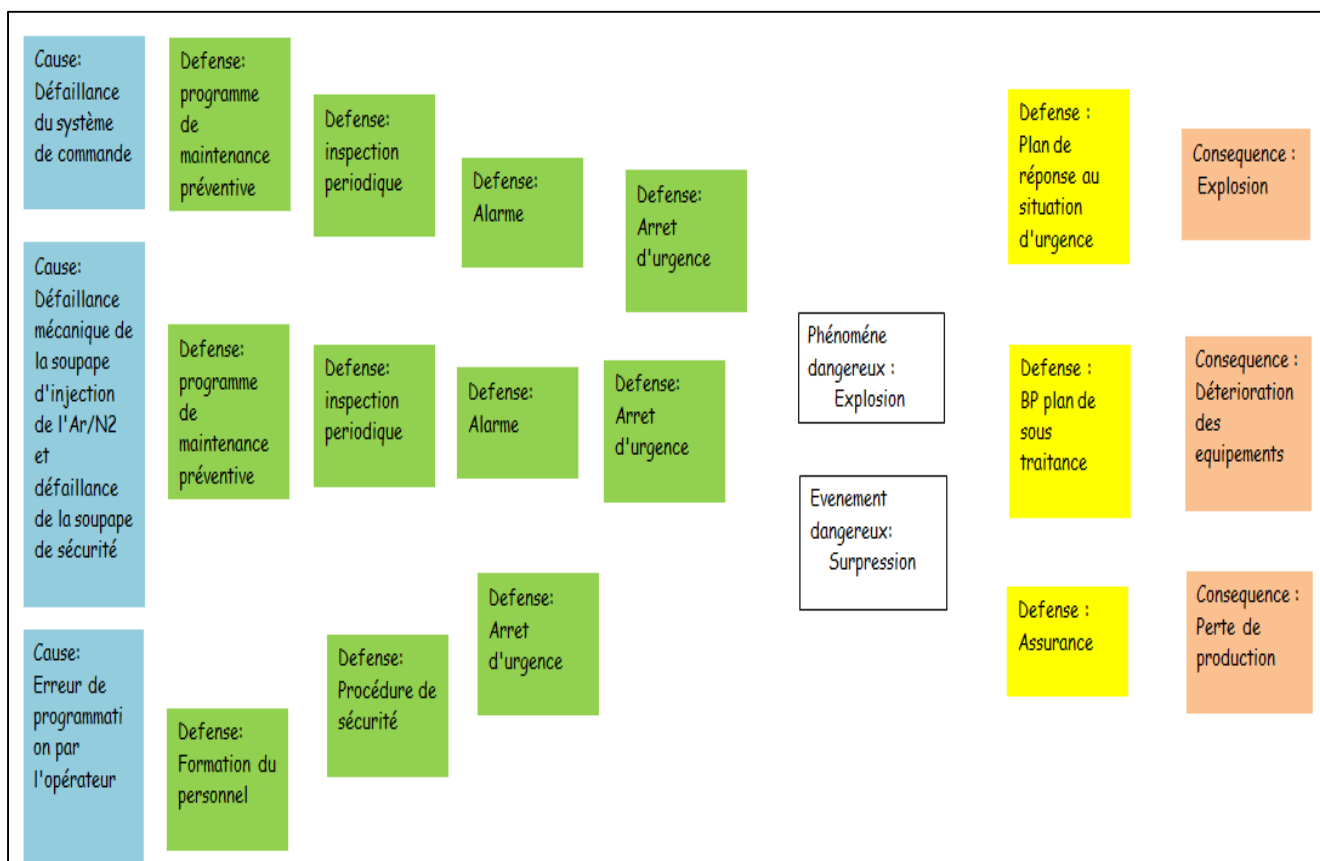 Cause:
Défaillance
du système
de commande
Defense:
programme
de
maintenance
préventive
Defense:
inspection
periodique
Defense:
Alarme
Defense:
Arret
d'urgence
Cause:
Défaillance
mécanique de
la soupape
d'injection
de l'Ar/N2
et
défaillance
de la soupape
de sécurité
Defense:
programme
de
maintenance
préventive
Defense:
inspection
periodique
Defense:
Alarme
Defense:
Arret
d'urgence
Cause:
Erreur de
programmati
on par
l'opérateur
Defense:
Formation du
personnel
Defense:
Procédure de
sécurité
Defense:
Arret
d'urgence
Phénoméne
dangereux :
Explosion
Evenement
dangereux:
Surpression
Defense :
Plan de
réponse au
situation
d'urgence
Consequence :
Explosion
Defense :
BP plan de
sous
traitance
Consequence :
Déterioration
des
equipements
Defense :
Assurance
Consequence :
Perte de
production